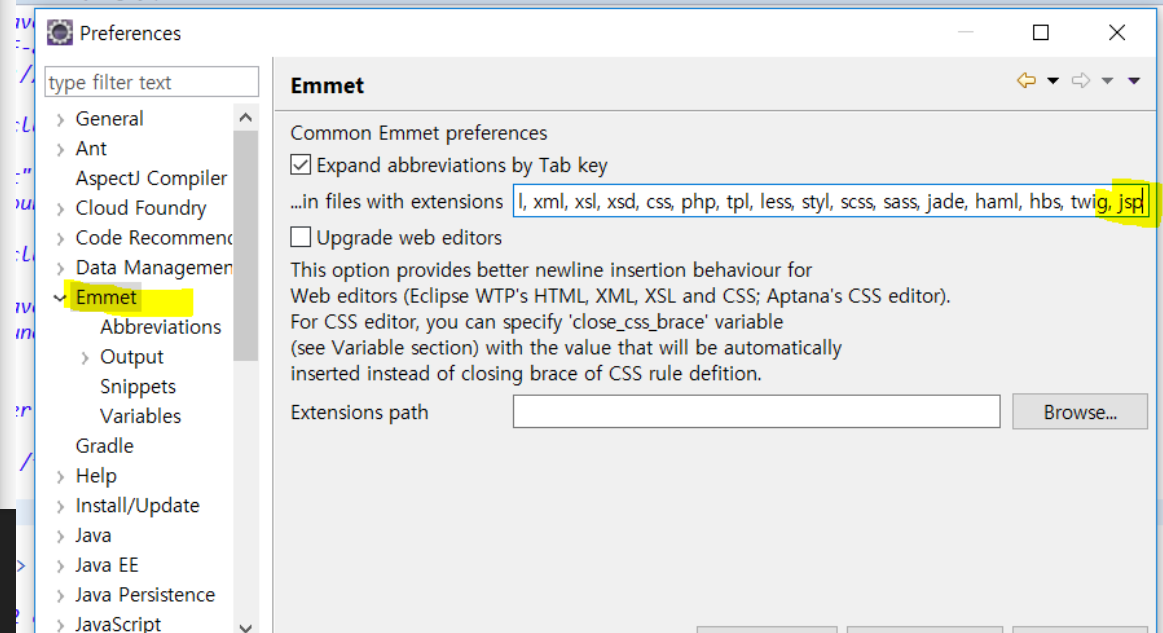 Preferences
type filter text
General
Ant
AspectJ Compiler
Cloud Foundry
Code Recommend
Data Managemen
Emmet
Abbreviations
Output
Snippets
Variables
Gradle
Help
Install/Update
Java
Java EE
Java Persistence
JavaScript
Emmet
Common Emmet preferences
Expand abbreviations by Tab key
...in files with extensions l, xml, xsl, xsd, css, php, tpl, less, styl, scss, sass, jade, haml, hbs, twig, jsp
Upgrade web editors
This option provides better newline insertion behaviour for
Web editors (Eclipse WTP's HTML, XML, XSL and CSS; Aptana's CSS editor).
For CSS editor, you can specify 'close_css_brace' variable
(see Variable section) with the value that will be automatically
inserted instead of closing brace of CSS rule defition.
Extensions path
Browse...